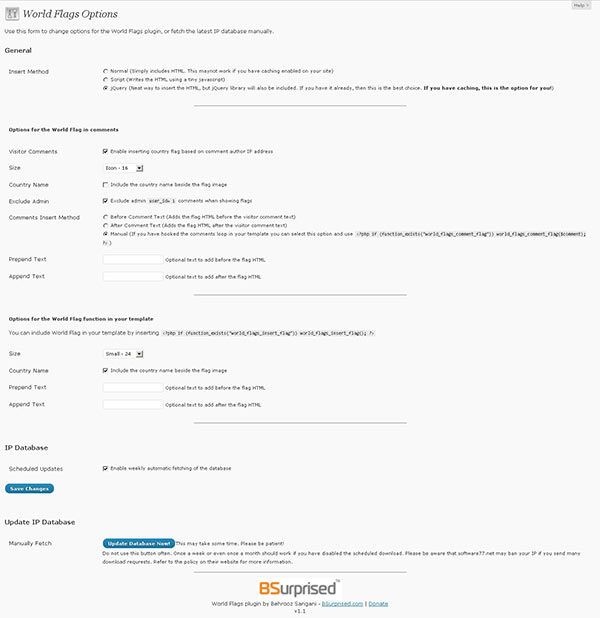 Help
World Flags Options
Use this form to change options for the World Flags plugin, or fetch the latest IP database manually.
General
Insert Method
Normal (Simply includes HTML. This maynot work if you have caching enabled on your site)
Script (Writes the HTML using a tiny javascript)
jQuery (Neat way to insert the HTML, but jQuery library will also be included. If you have it already, then this is the best choice. If you have caching, this is the option for you!)
Options for the World Flag in comments
Visitor Comments
Enable inserting country flag based on comment author IP address
Size
Icon - 16
Country Name
Include the country name beside the flag image
Exclude Admin
Exclude admin user_id= 1 comments when showing flags
Comments Insert Method
Before Comment Text (Adds the flag HTML before the visitor comment text)
After Comment Text (Adds the flag HTML after the visitor comment text)
Manual (If you have hooked the comments loop in your template you can select this option and use <?php if (function_exists("world_flags_comment_flag")) world_flags_comment_flag($comment);
?> )
Prepend Text
Optional text to add before the flag HTML
Append Text
Optional text to add after the flag HTML
Options for the World Flag function in your template
You can include World Flag in your template by inserting <?php if (function_exists("world_flags_insert_flag")) world_flags_insert_flag(); ?>
Size
Small - 24
Country Name
Include the country name beside the flag image
Prepend Text
Optional text to add before the flag HTML
Append Text
Optional text to add after the flag HTML
IP Database
Scheduled Updates
Enable weekly automatic fetching of the database
Save Changes
Update IP Database
Manually Fetch
Update Database Now! This may take some time. Please be patient!
Do not use this button often. Once a week or even once a month should work if you have disabled the scheduled download. Please be aware that software77.net may ban your IP if you send many
download requrests. Refer to the policy on their website for more information.
BSurprised
World Flags plugin by Behrooz Sangani - BSurprised.com | Donate
v1.1